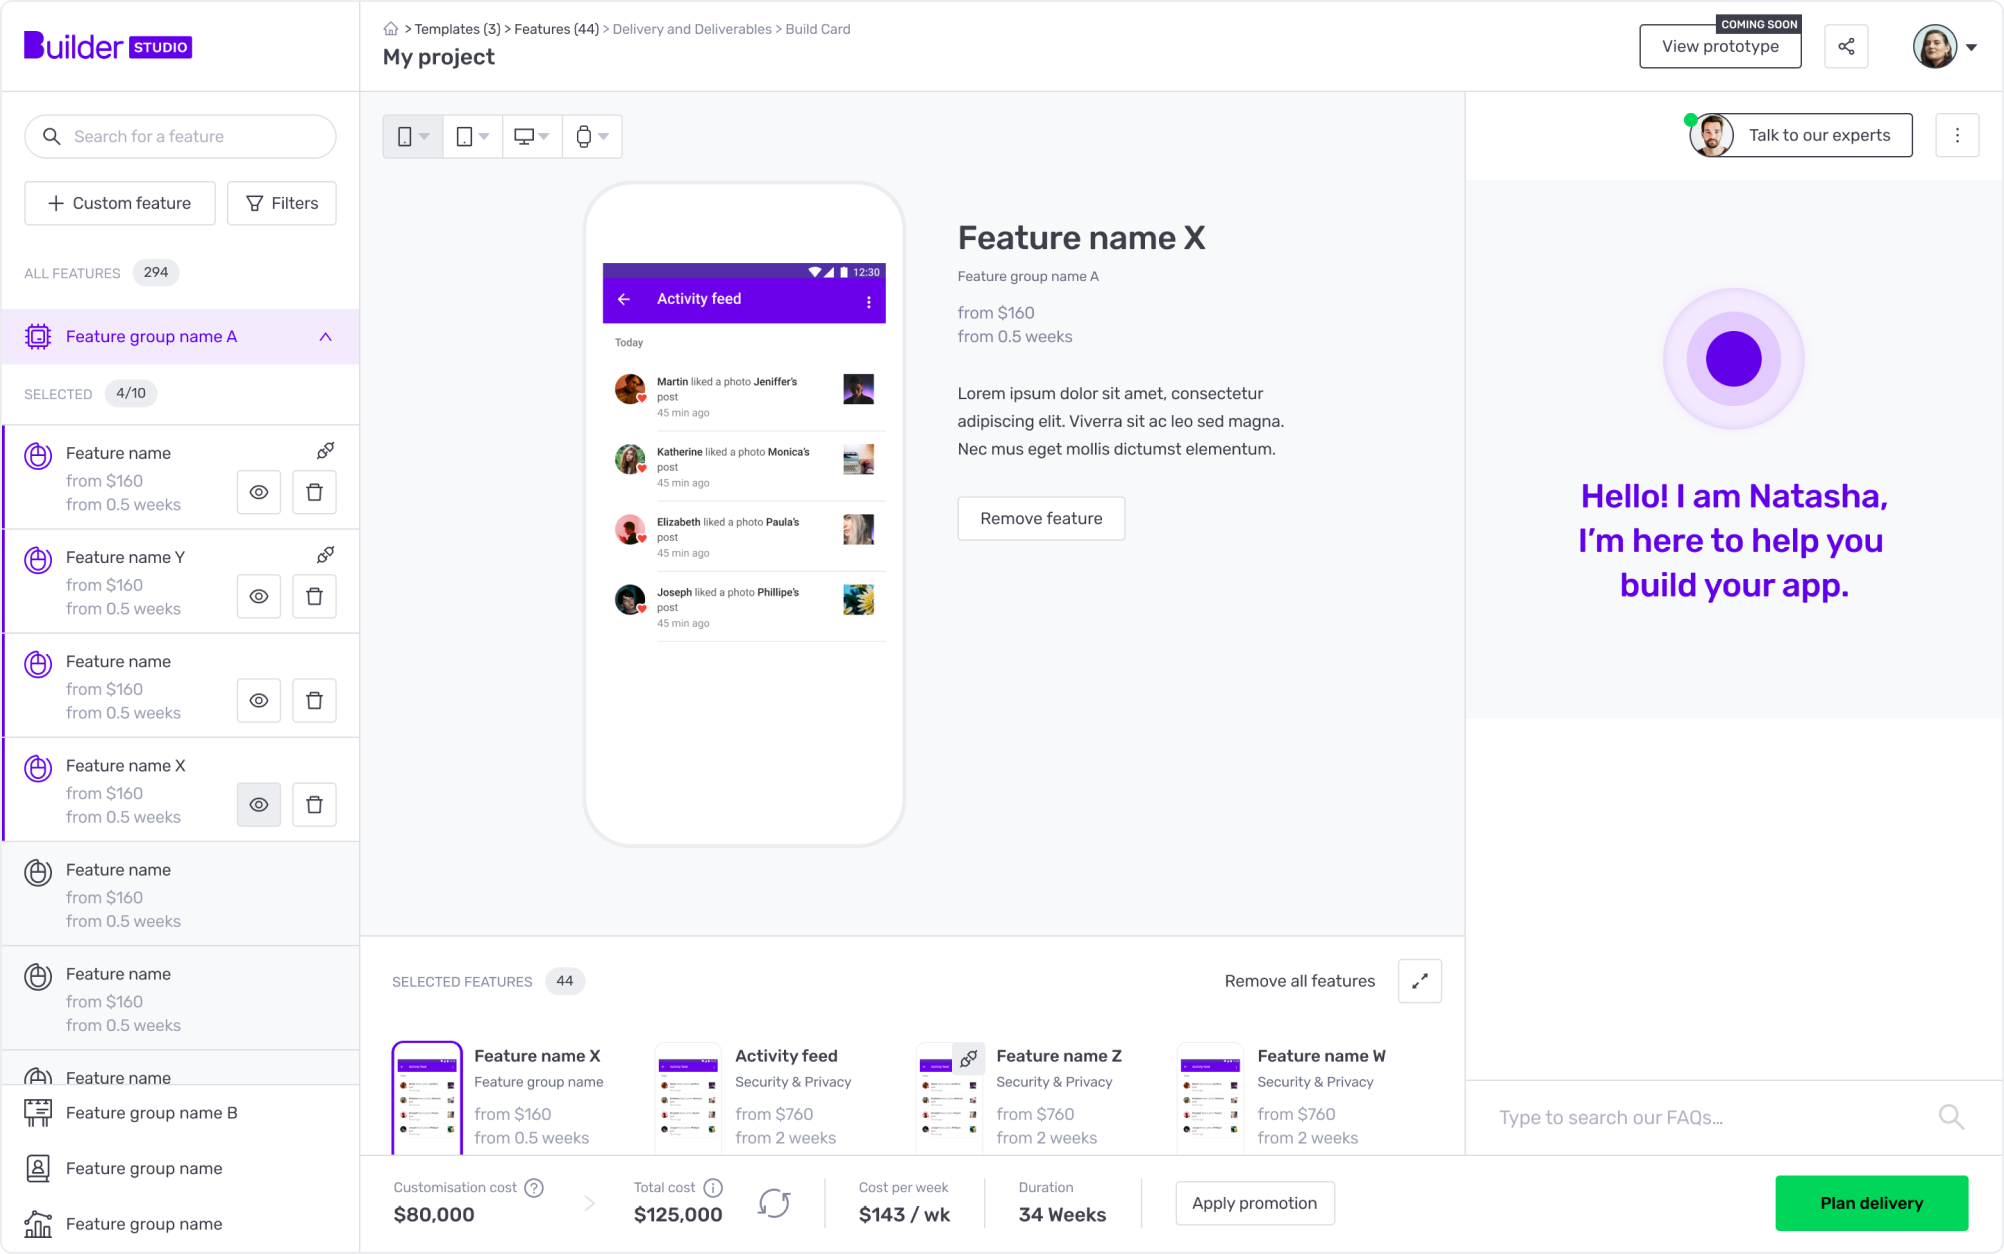 Builder STUDIO
> Templates (3) > Features (44) > Delivery and Deliverables > Build Card
My project
COMING SOON
View prototype
Search for a feature
Custom feature
Filters
ALL FEATURES 294
Feature group name A
SELECTED 4/10
Feature name
from $160
from 0.5 weeks
Feature name Y
from $160
from 0.5 weeks
Feature name
from $160
from 0.5 weeks
Feature name X
from $160
from 0.5 weeks
Feature name
from $160
from 0.5 weeks
Feature name
from $160
from 0.5 weeks
Feature name
Feature group name B
Feature group name
Feature group name
12:30
Activity feed
Today
Martin liked a photo Jeniffer's
post
45 min ago
Katherine liked a photo Monica's
post
45 min ago
Elizabeth liked a photo Paula's
post
45 min ago
Joseph liked a photo Phillipe's
post
45 min ago
Feature name X
Feature group name A
from $160
from 0.5 weeks
Lorem ipsum dolor sit amet, consectetur
adipiscing elit. Viverra sit ac leo sed magna.
Nec mus eget mollis dictumst elementum.
Remove feature
Talk to our experts
Hello! I am Natasha,
I’m here to help you
build your app.
SELECTED FEATURES 44
Remove all features
Feature name X
Feature group name
from $160
from 0.5 weeks
Activity feed
Security & Privacy
from $760
from 2 weeks
Feature name Z
Security & Privacy
from $760
from 2 weeks
Feature name W
Security & Privacy
from $760
from 2 weeks
Type to search our FAQs...
Customisation cost
$80,000
Total cost
$125,000
Cost per week
$143 / wk
Duration
34 Weeks
Apply promotion
Plan delivery